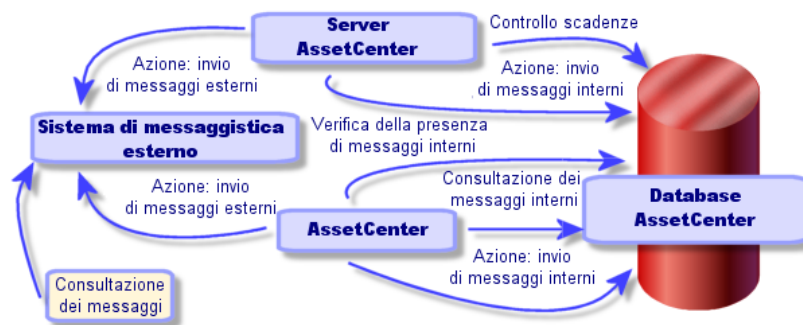 Server
AssetCenter
Controllo scadenze
Azione: invio
di messaggi esterni
Azione: invio
di messaggi interni
Sistema di messaggistica
esterno
Verifica della presenza
di messaggi interni
Azione: invio
di messaggi esterni
Consultazione dei
messaggi interni
Database
AssetCenter
AssetCenter
Azione: invio
di messaggi interni
Consultazione
dei messaggi